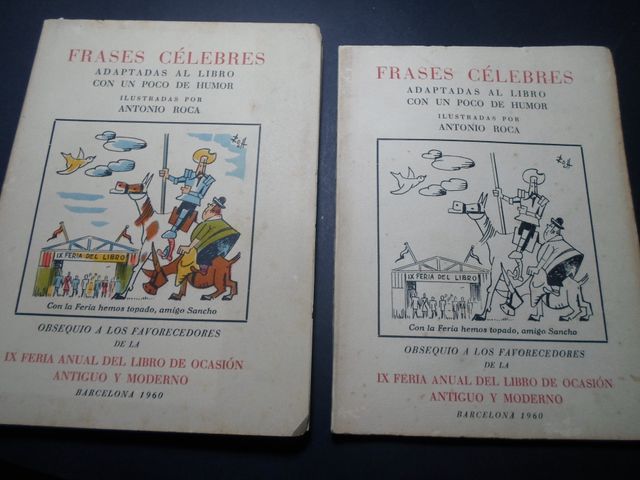 FRASES CÉLEBRES
ADAPTADAS AL LIBRO
CON UN POCO DE HUMOR
ILUSTRADAS POR
ANTONIO ROCA
IX FERIA DEL LIBRO
Con la Feria hemos topado, amigo Sancho
OBSEQUIO A LOS FAVORECEDORES
DE LA
IX FERIA ANUAL DEL LIBRO DE OCASIÓN
ANTIGUO Y MODERNO
BARCELONA 1960
FRASES CÉLEBRES
ADAPTADAS AL LIBRO
CON UN POCO DE HUMOR
ILUSTRADAS POR
ANTONIO ROCA
IX FERIA DEL LIBRO
Con la Feria hemos topado, amigo Sancho
OBSEQUIO A LOS FAVORECEDORES
DE LA
IX FERIA ANUAL DEL LIBRO DE OCASIÓN
ANTIGUO Y MODERNO
BARCELONA 1960